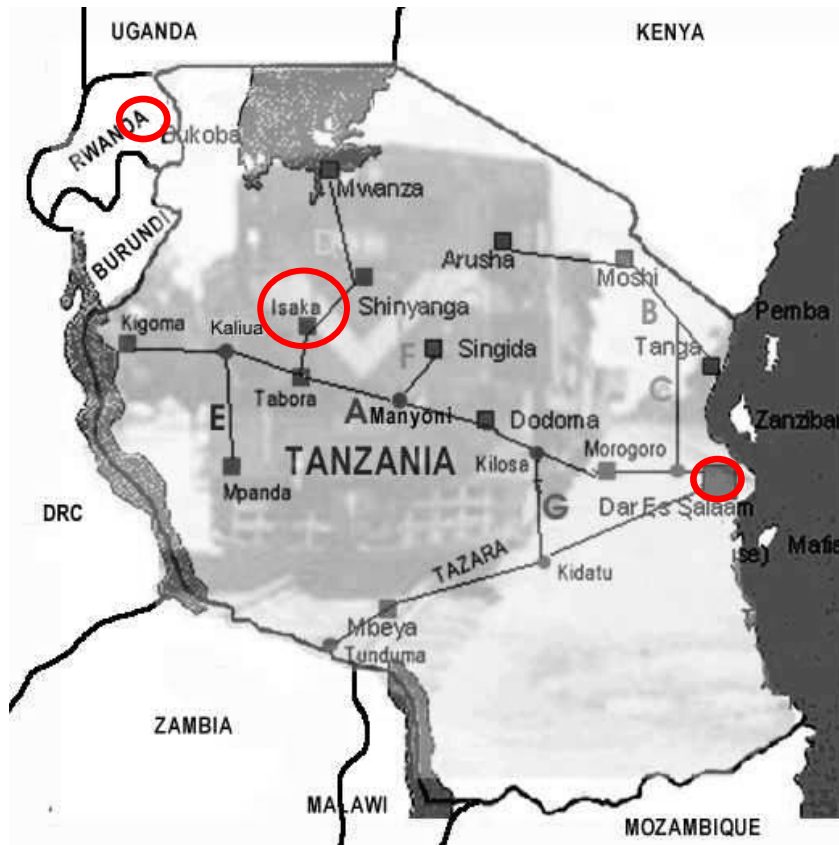 UGANDA
KENYA
RWANDA
Bukoba
Mwanza
BURUNDI
Arusha
Moshi
Isaka
Shinyanga
Pemba
B
Kigoma
Kaliua
F
Singida
Tanga
C
Tabora
A
Manyoni
E
Dodoma
Zanzibar
TANZANIA
Kilosa
Morogoro
Mpanda
DRC
G
Dar Es Salaam
TAZARA
se)
Mafia
Kidatu
Mbeya
Tunduma
ZAMBIA
MALAWI
MOZAMBIQUE